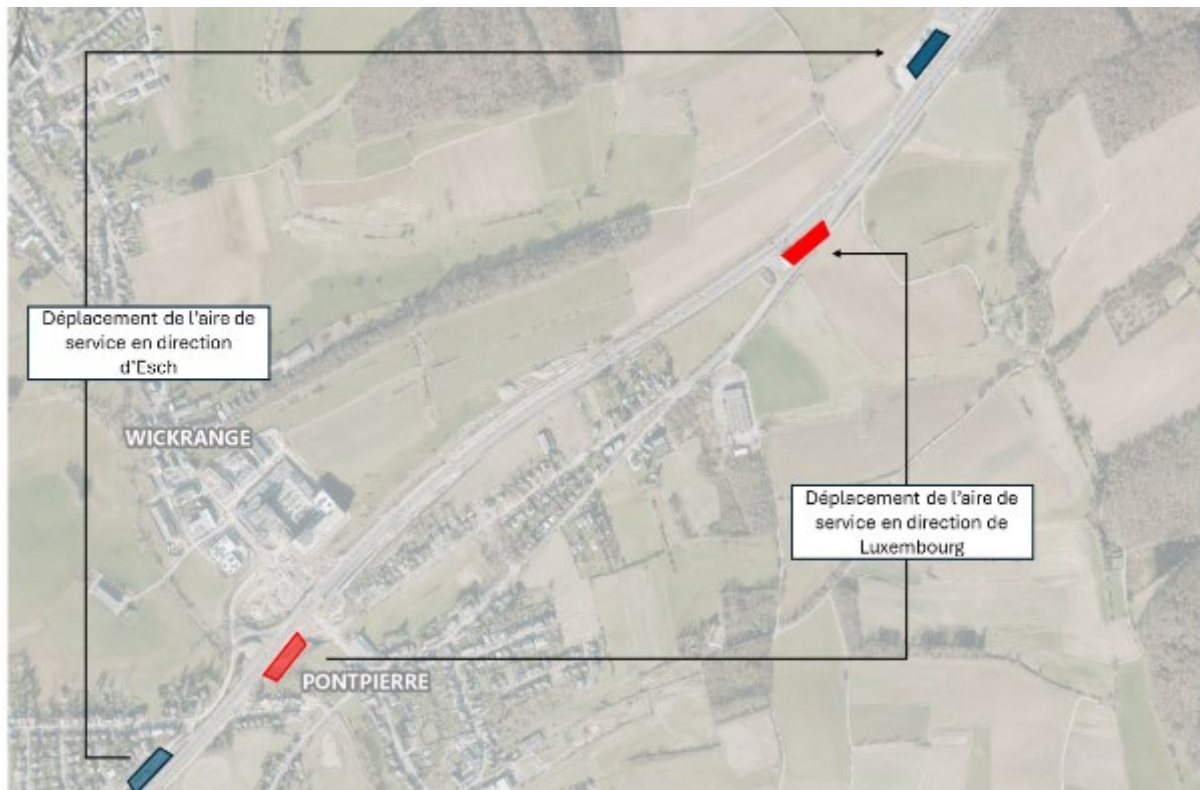 Déplacement de l'aire de
service en direction
d'Esch
WICKRANGE
Déplacement de l'aire de
service en direction de
Luxembourg
PONTPIERRE